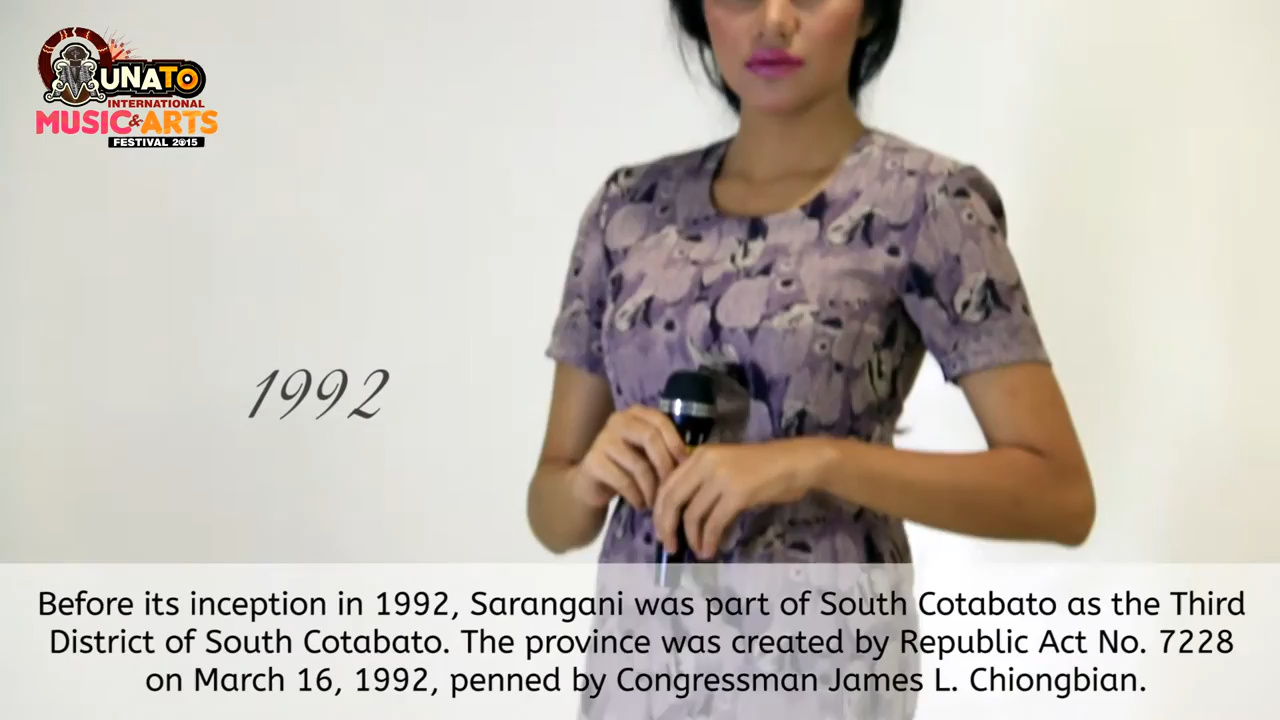 MUNATO
INTERNATIONAL
MUSIC & ARTS
FESTIVAL 2015
1992
Before its inception in 1992, Sarangani was part of South Cotabato as the Third
District of South Cotabato. The province was created by Republic Act No. 7228
on March 16, 1992, penned by Congressman James L. Chiongbian.